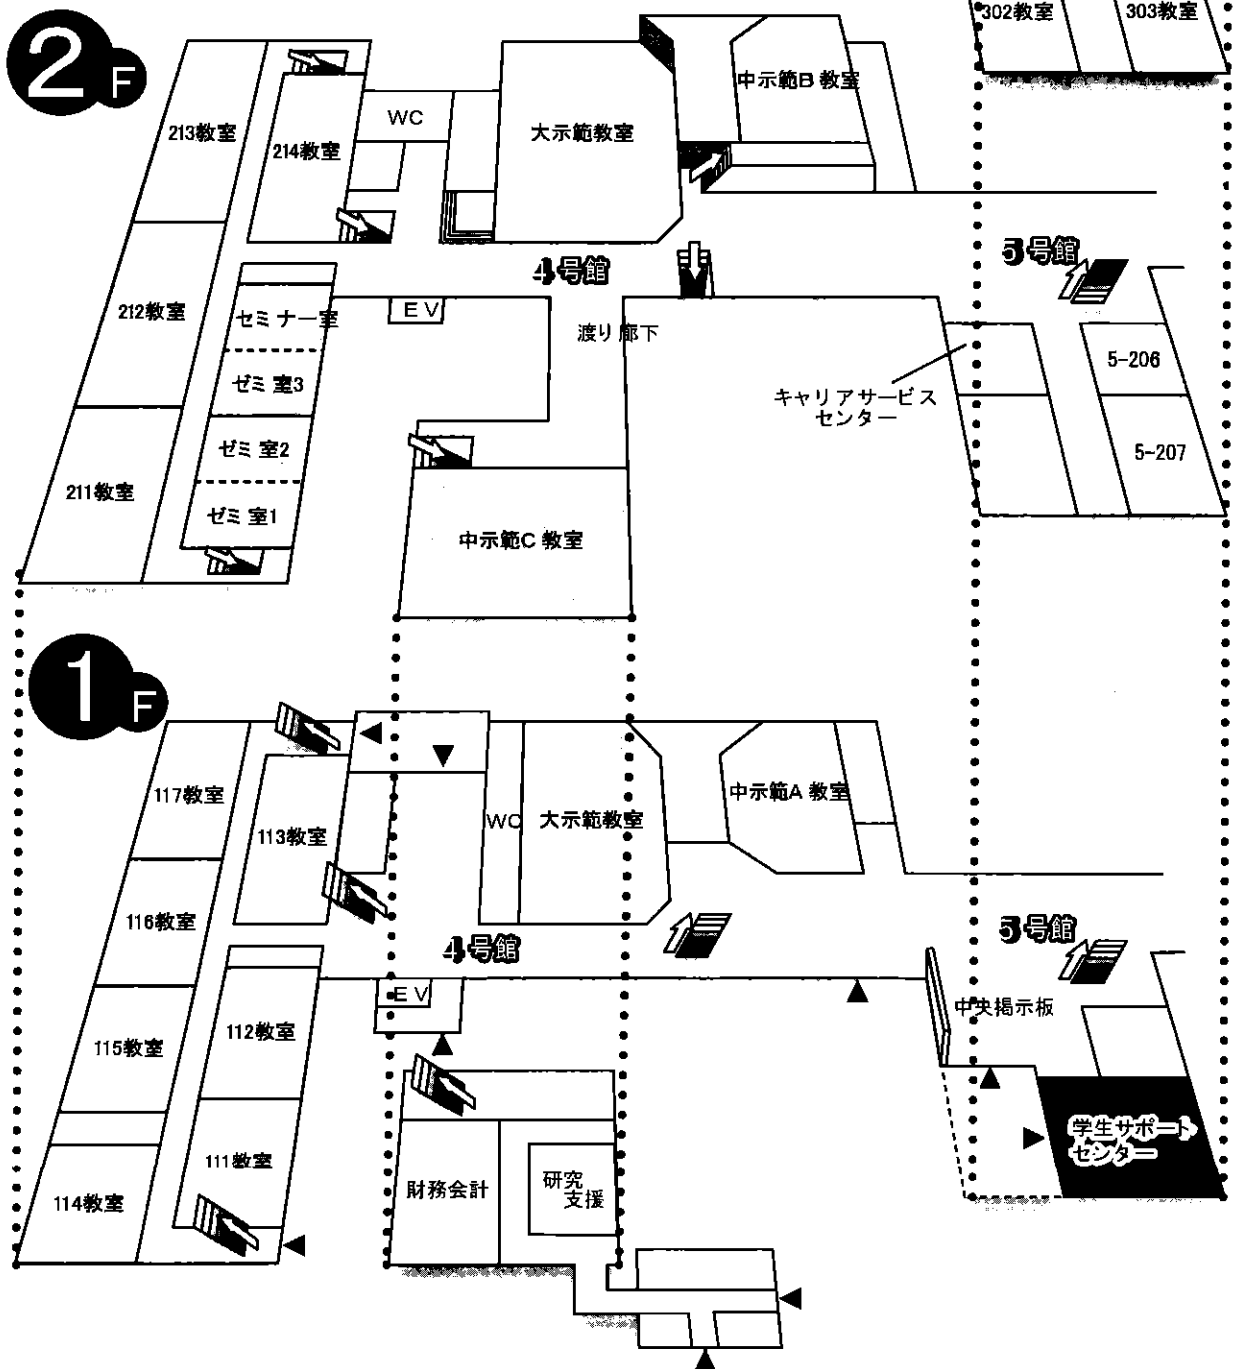 302教室
303教室
2F
213教室
214教室
WC
大示範教室
中示範B 教室
4号館
5号館
212教室
セミナー室
EV
渡り廊下
ゼミ室3
5-206
キャリアサービス
センター
ゼミ室2
5-207
211教室
ゼミ室1
中示範C 教室
1F
117教室
113教室
WC
大示範教室
中示範A 教室
116教室
4号館
5号館
EV
中央掲示板
115教室
112教室
学生サポート
センター
111教室
114教室
財務会計
研究
支援